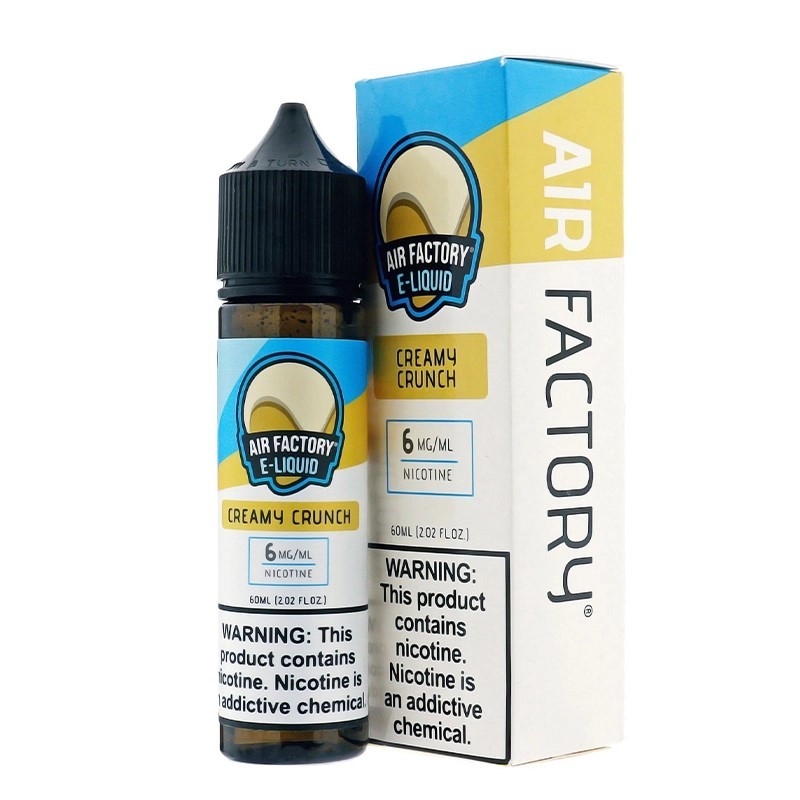 TURN
AIR FACTORY
E-LIQUID
CREAMY CRUNCH
6 MG/ML
NICOTINE
60ML (2.02 FL.OZ.)
WARNING: This
product contains
nicotine. Nicotine is
addictive chemical.
AIR FACTORY®
E-LIQUID
CREAMY
CRUNCH
6 MG/ML
NICOTINE
60ML (2.02 FL.OZ.)
WARNING:
This product
contains
nicotine.
Nicotine is
an addictive
chemical.
AIR FACTORY®